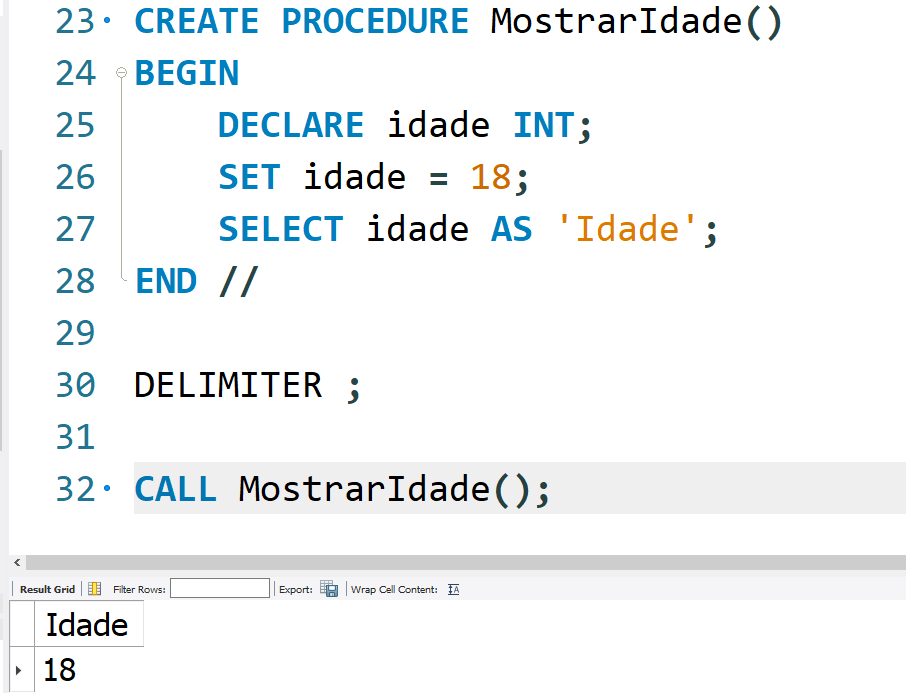 23 CREATE PROCEDURE MostrarIdade()
24 BEGIN
25 DECLARE idade INT;
26 SET idade = 18;
27 SELECT idade AS 'Idade';
28 END //
29
30 DELIMITER ;
31
32 CALL MostrarIdade();
Result Grid Filter Rows: Export: Wrap Cell Content: IA
Idade
18